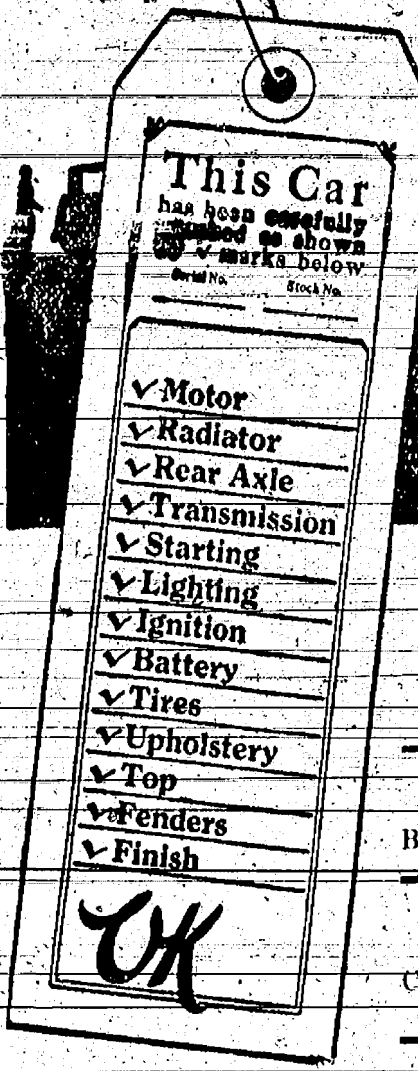 This Car
has been carefully
checked as shown
by ✓ marks below
Serial No. Stock No.
✓ Motor
✓ Radiator
✓ Rear Axle
✓ Transmission
✓ Starting
✓ Lighting
✓ Ignition
✓ Battery
✓ Tires
✓ Upholstery
✓ Top
✓ Fenders
✓ Finish
OK
B
C